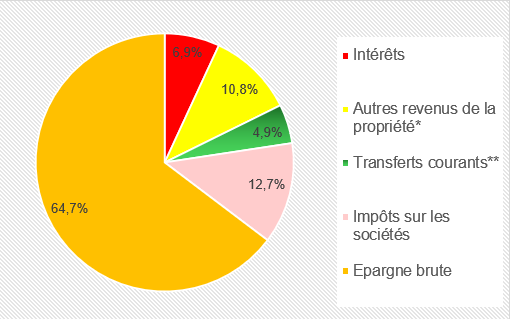 6,9%
10,8%
4,9%
12,7%
64,7%
Intérêts
Autres revenus de la
propriété*
Transferts courants**
Impôts sur les
sociétés
Epargne brute